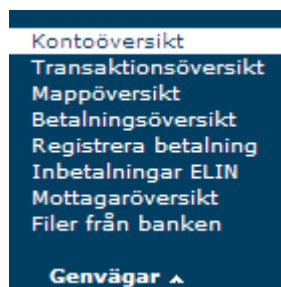 Kontoöversikt
Transaktionsöversikt
Mappöversikt
Betalningsöversikt
Registrera betalning
Inbetalningar ELIN
Mottagaröversikt
Filer från banken
Genvägar